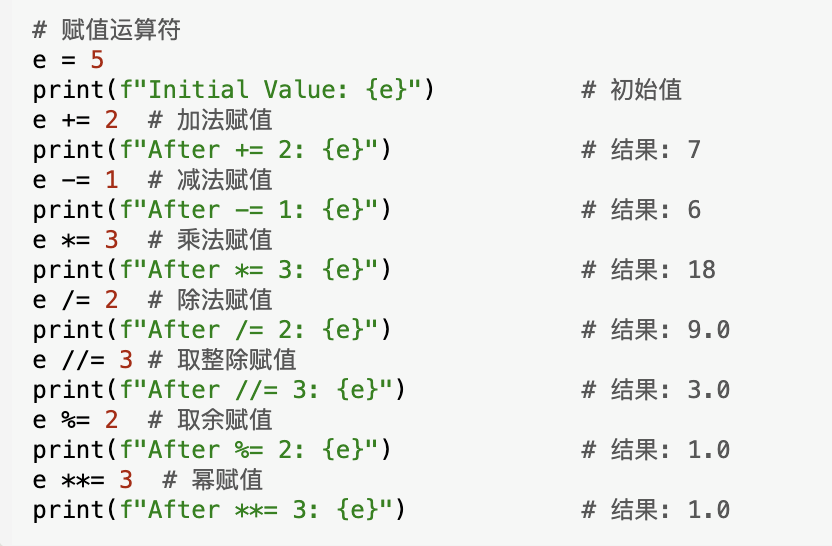 # 赋值运算符
e = 5
print(f"Initial Value: {e}")          # 初始值
e += 2  # 加法赋值
print(f"After += 2: {e}")             # 结果: 7
e -= 1  # 减法赋值
print(f"After -= 1: {e}")             # 结果: 6
e *= 3  # 乘法赋值
print(f"After *= 3: {e}")             # 结果: 18
e /= 2  # 除法赋值
print(f"After /= 2: {e}")             # 结果: 9.0
e //= 3 # 取整除赋值
print(f"After //= 3: {e}")            # 结果: 3.0
e %= 2  # 取余赋值
print(f"After %= 2: {e}")             # 结果: 1.0
e **= 3  # 幂赋值
print(f"After **= 3: {e}")            # 结果: 1.0